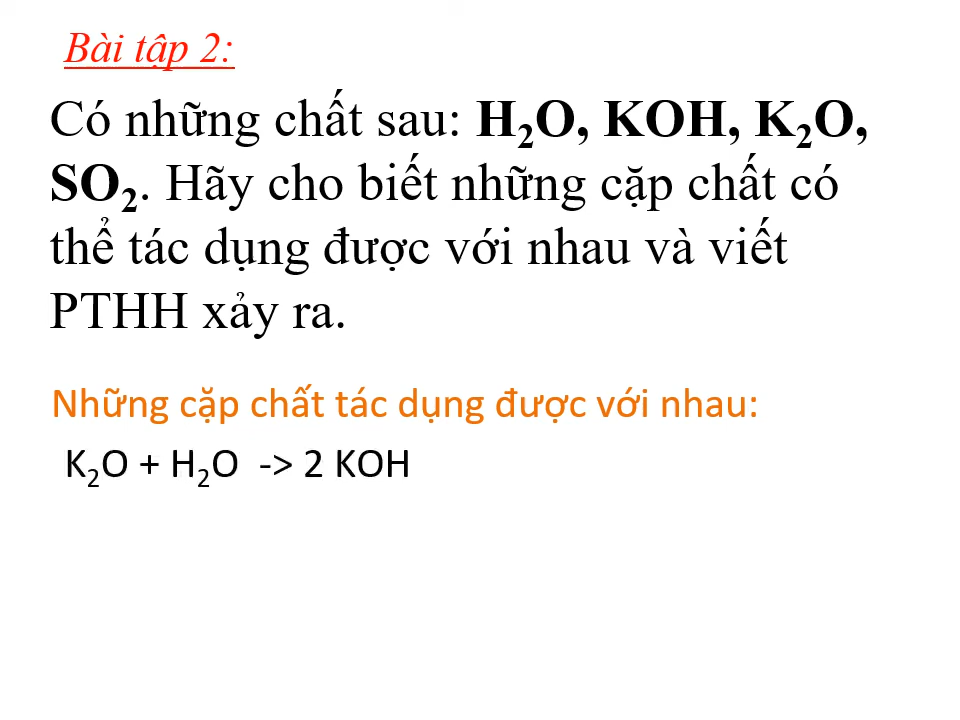 Bài tập 2:
Có những chất sau: H₂O, KOH, K₂O,
SO₂. Hãy cho biết những cặp chất có
thể tác dụng được với nhau và viết
PTHH xảy ra.
Những cặp chất tác dụng được với nhau:
K₂O + H₂O -> 2 KOH